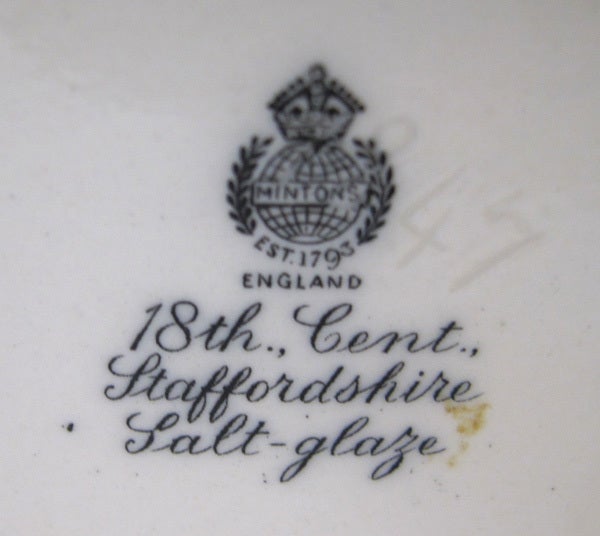 MINTONS
EST. 1793
ENGLAND
18th., Cent.,
Staffordshire
Salt-glaze